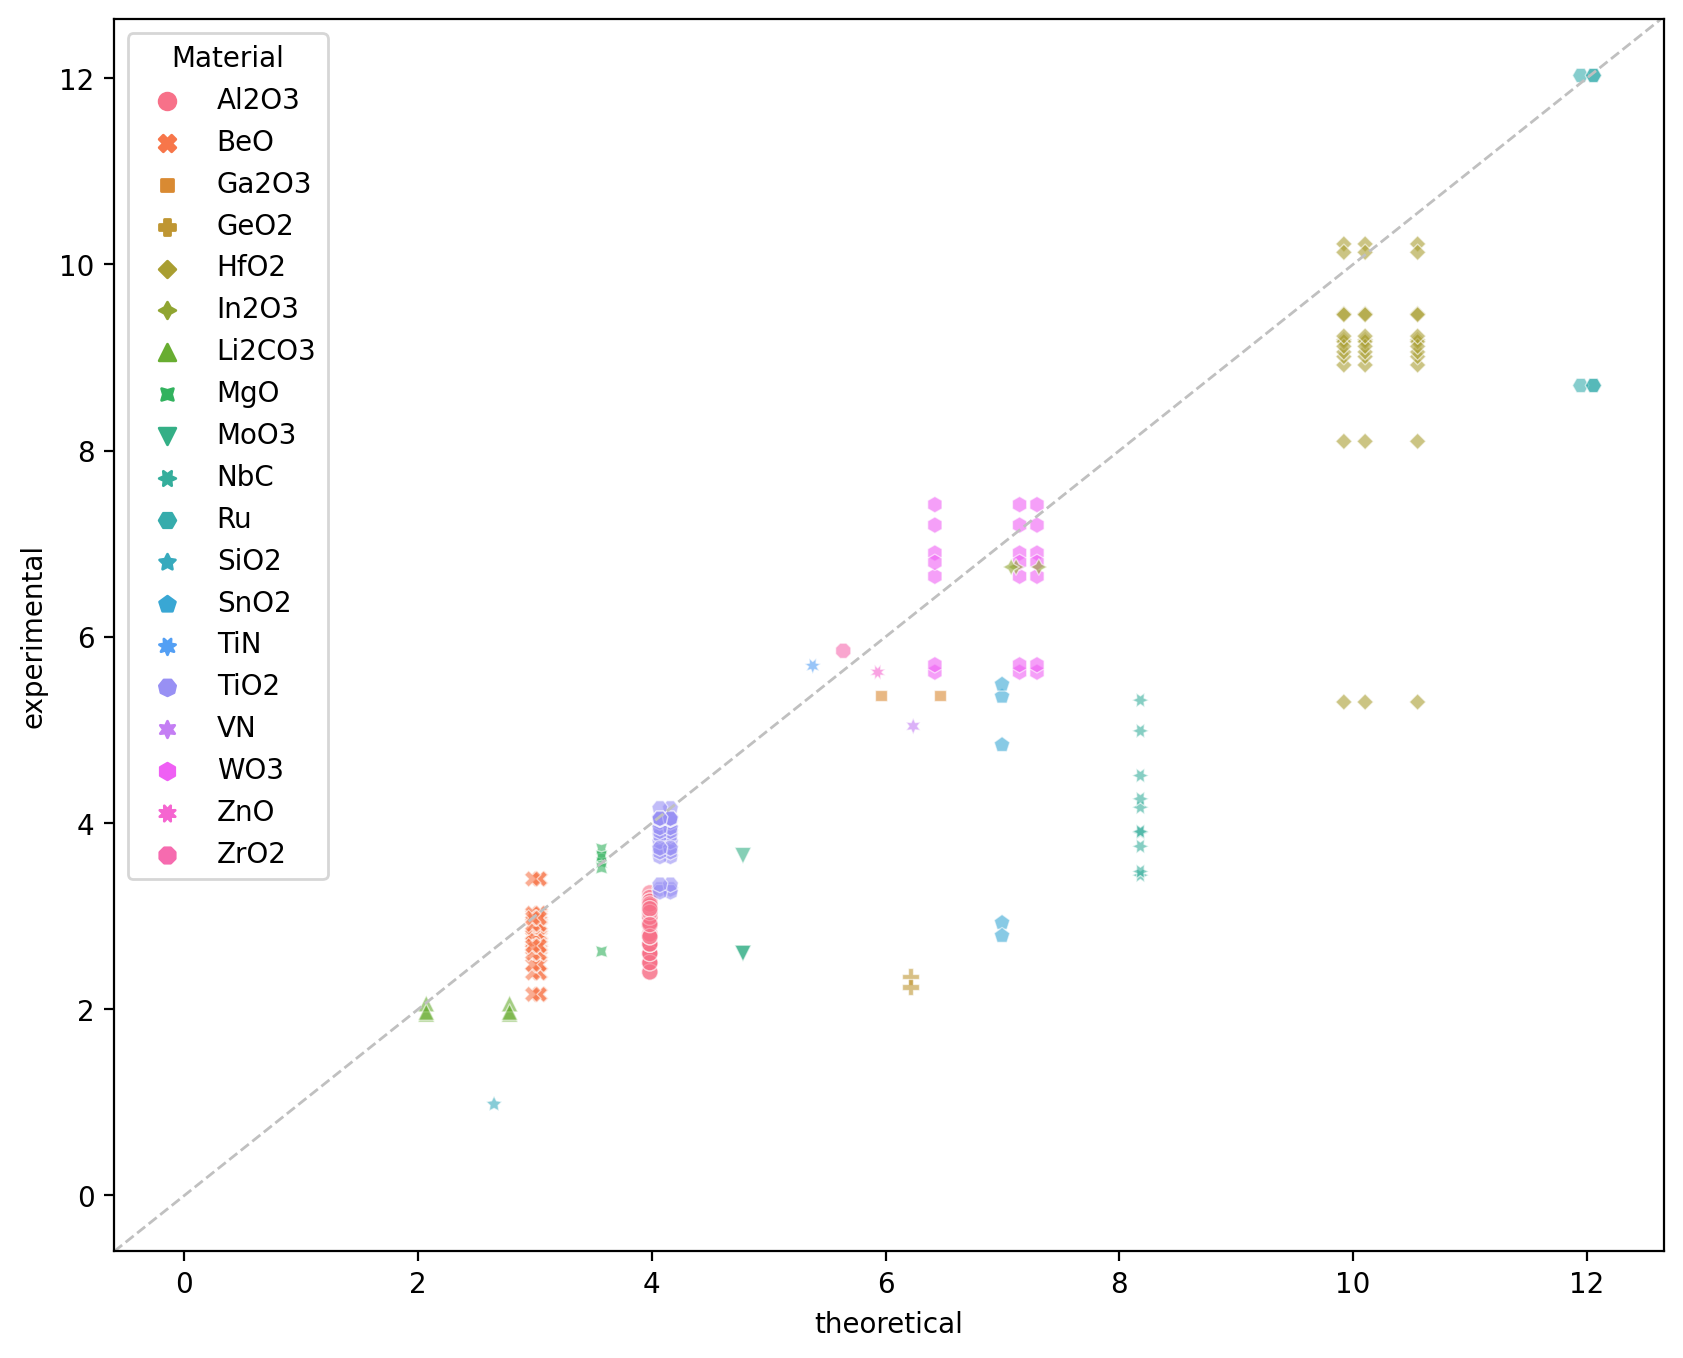 Material
Al2O3
BeO
Ga2O3
GeO2
HfO2
In2O3
Li2CO3
MgO
MoO3
NbC
Ru
SiO2
SnO2
TiN
TiO2
VN
WO3
ZnO
ZrO2
experimental
12
10
8
6
4
2
0
0 2 4 6 8 10 12
theoretical